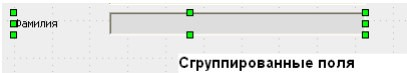 Фамилия
Сгруппированные поля